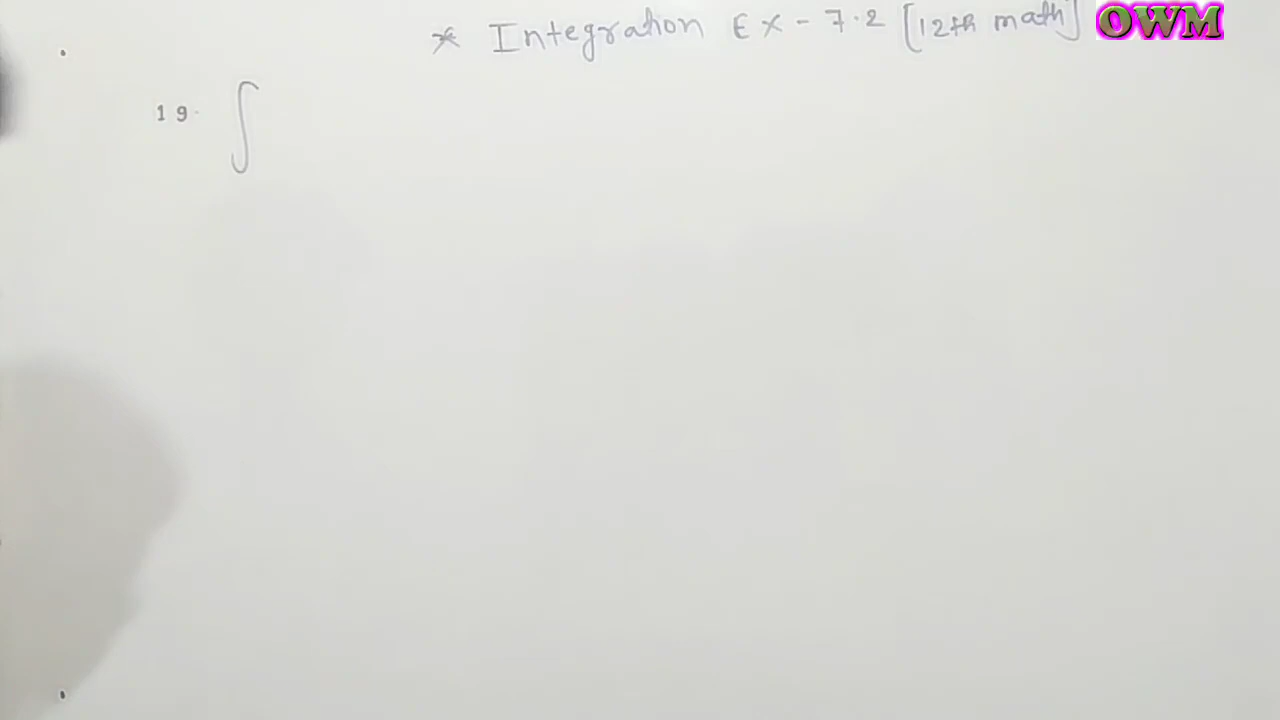 * Integration Ex - 7.2 [12th math] OWM
19. ∫